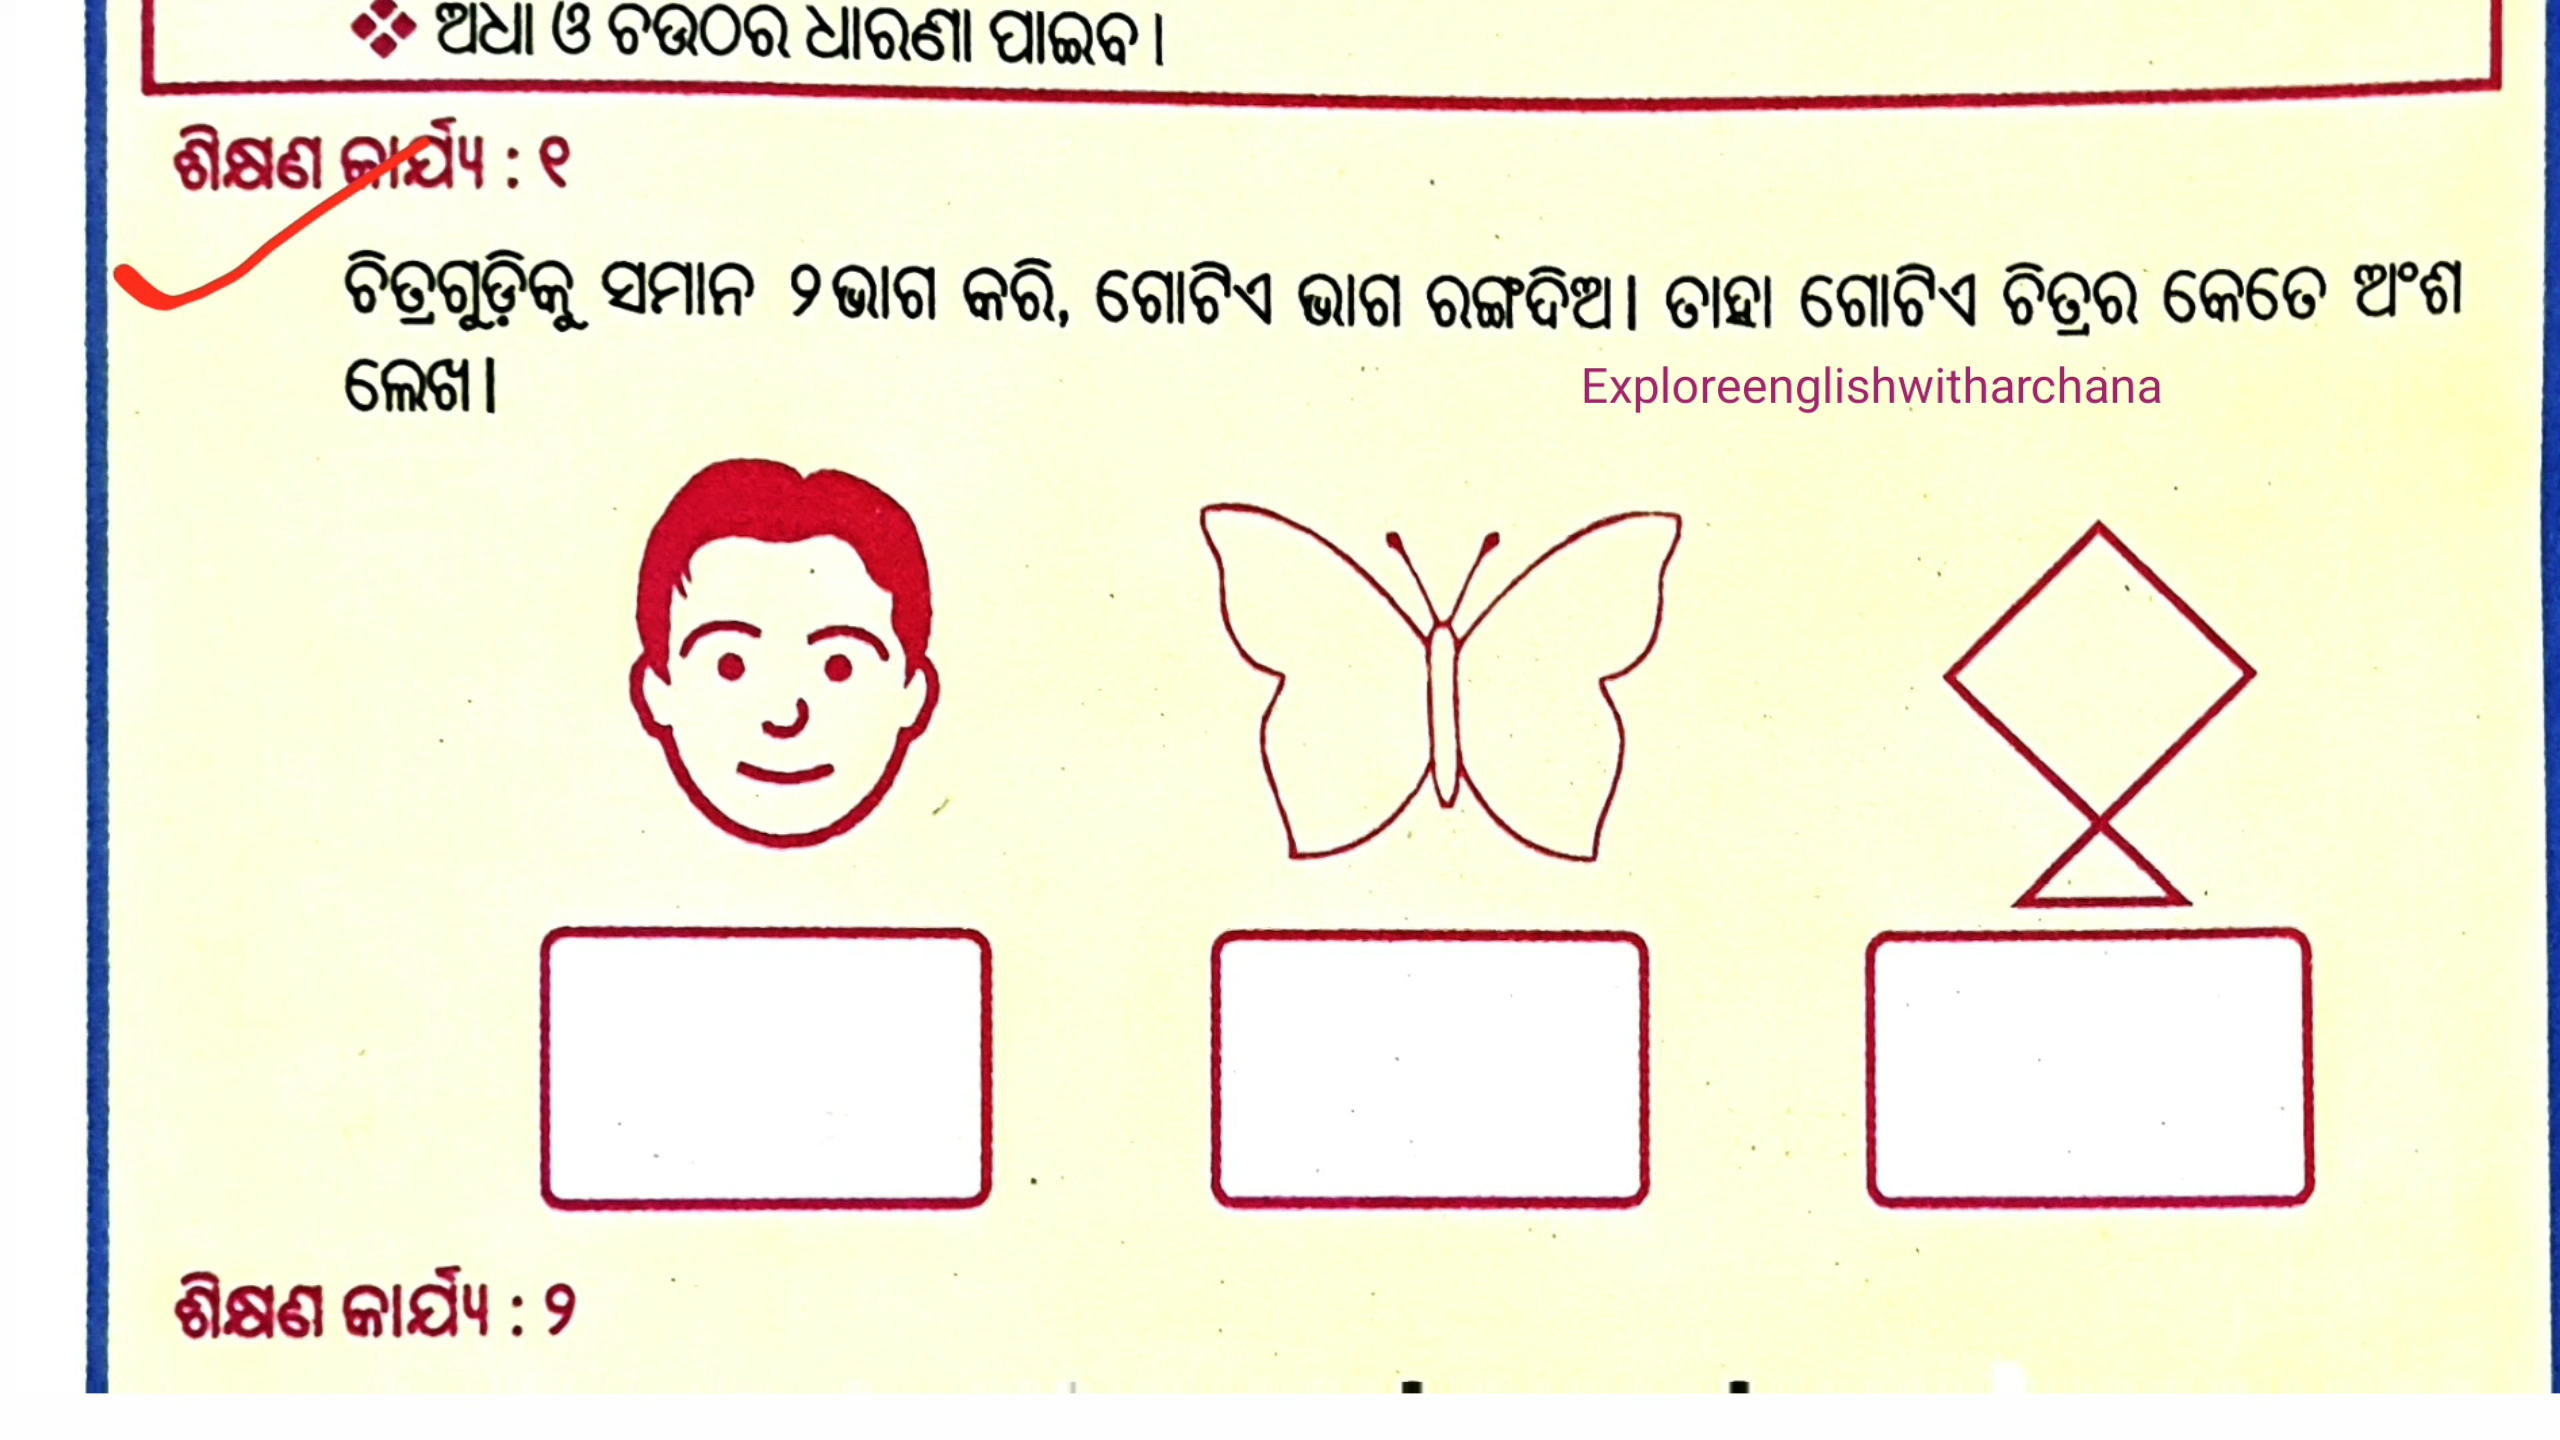 ❖ ଅଧା ଓ ଚଉଠର ଧାରଣା ପାଇବ।
ଶିକ୍ଷଣ କାର୍ଯ୍ୟ : ୧
ଚିତ୍ରଗୁଡ଼ିକୁ ସମାନ ୨ଭାଗ କରି, ଗୋଟିଏ ଭାଗ ରଙ୍ଗଦିଅ। ତାହା ଗୋଟିଏ ଚିତ୍ରର କେତେ ଅଂଶ
ଲେଖ।
Exploreenglishwitharchana
ଶିକ୍ଷଣ କାର୍ଯ୍ୟ : ୨